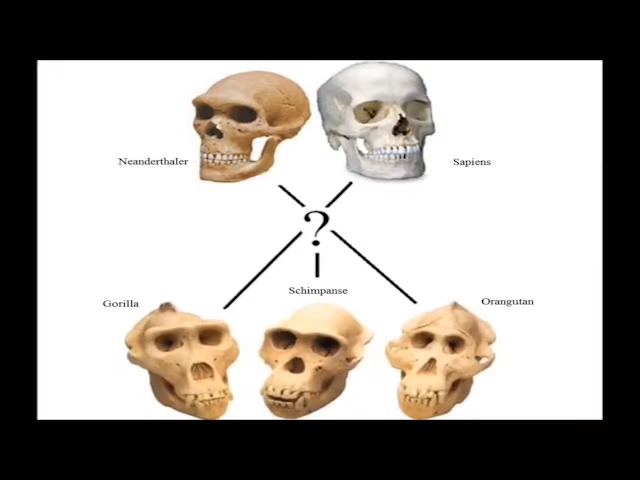 Neanderthaler
Sapiens
?
Schimpanse
Gorilla
Orangutan